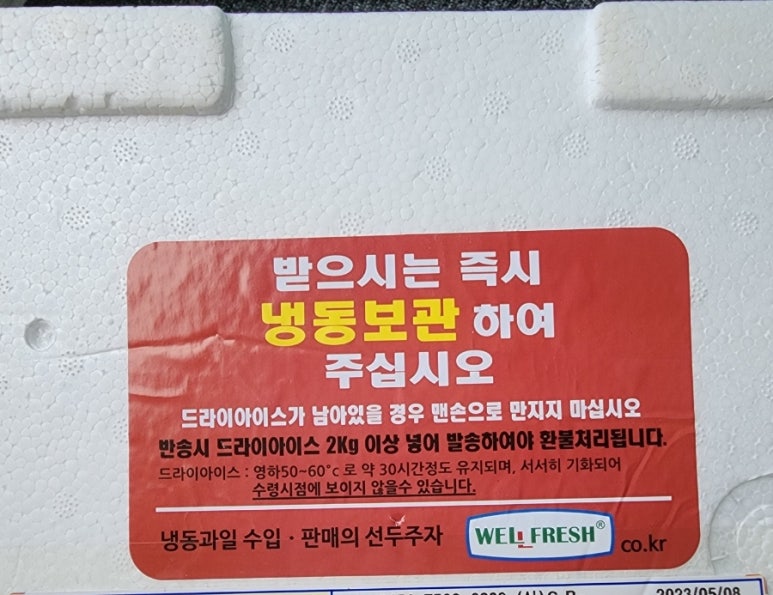 받으시는 즉시
냉동보관 하여
주십시오
드라이아이스가 남아있을 경우 맨손으로 만지지 마십시오
반송시 드라이아이스 2Kg 이상 넣어 발송하여야 환불처리됩니다.
드라이아이스 : 영하50~60°c 로 약 30시간정도 유지되며, 서서히 기화되어
수령시점에 보이지 않을수 있습니다.
냉동과일 수입 · 판매의 선두주자 WELLFRESH® co.kr
2023/05/08